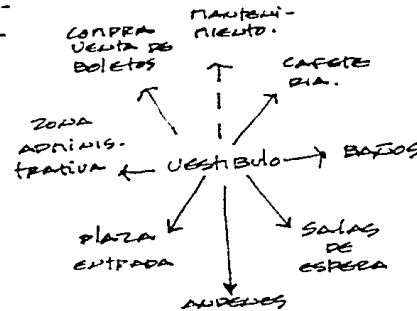 COMPRA
VENTA DE
BOLETOS
MANTENI-
MIENTO.
CAFETE
RIA.
ZONA
ADMINIS-
TRATIVA
VESTIBULO
BAÑOS
PLAZA
ENTRADA
SALAS
DE
ESPERA
ANDENES